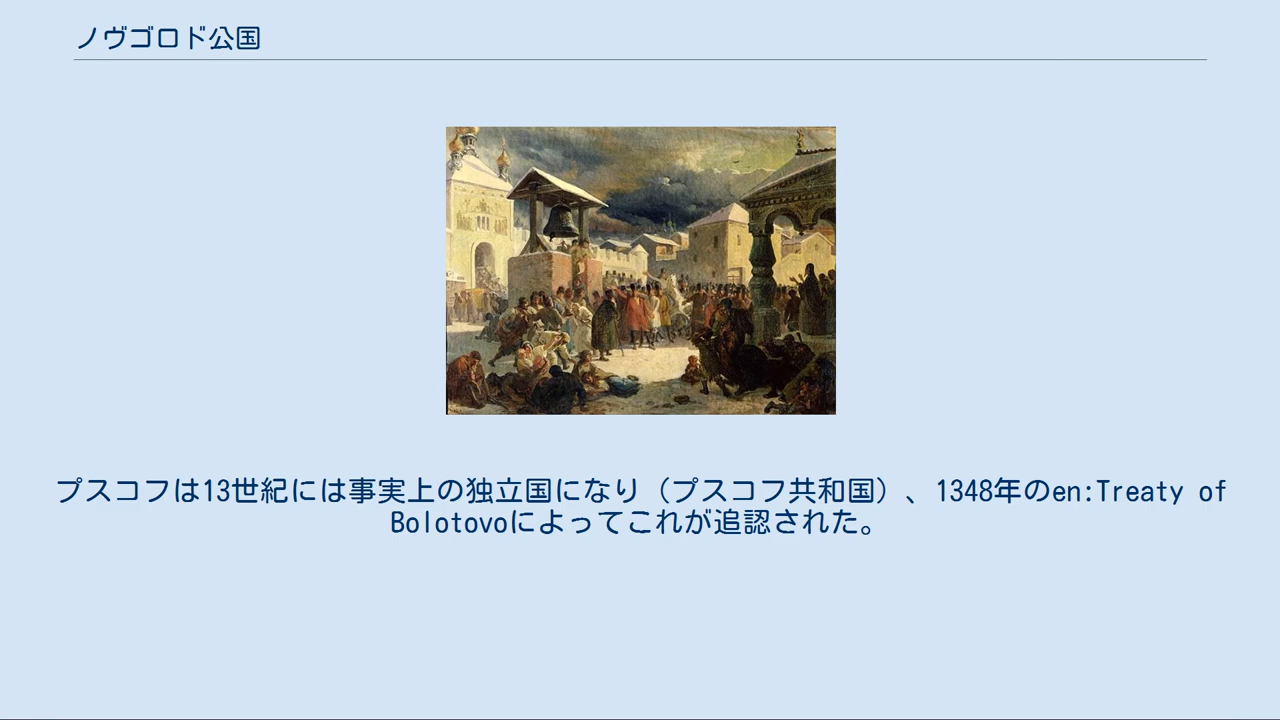 ノヴゴロド公国
プスコフは13世紀には事実上の独立国になり（プスコフ共和国）、1348年のen:Treaty of
Bolotovoによってこれが追認された。